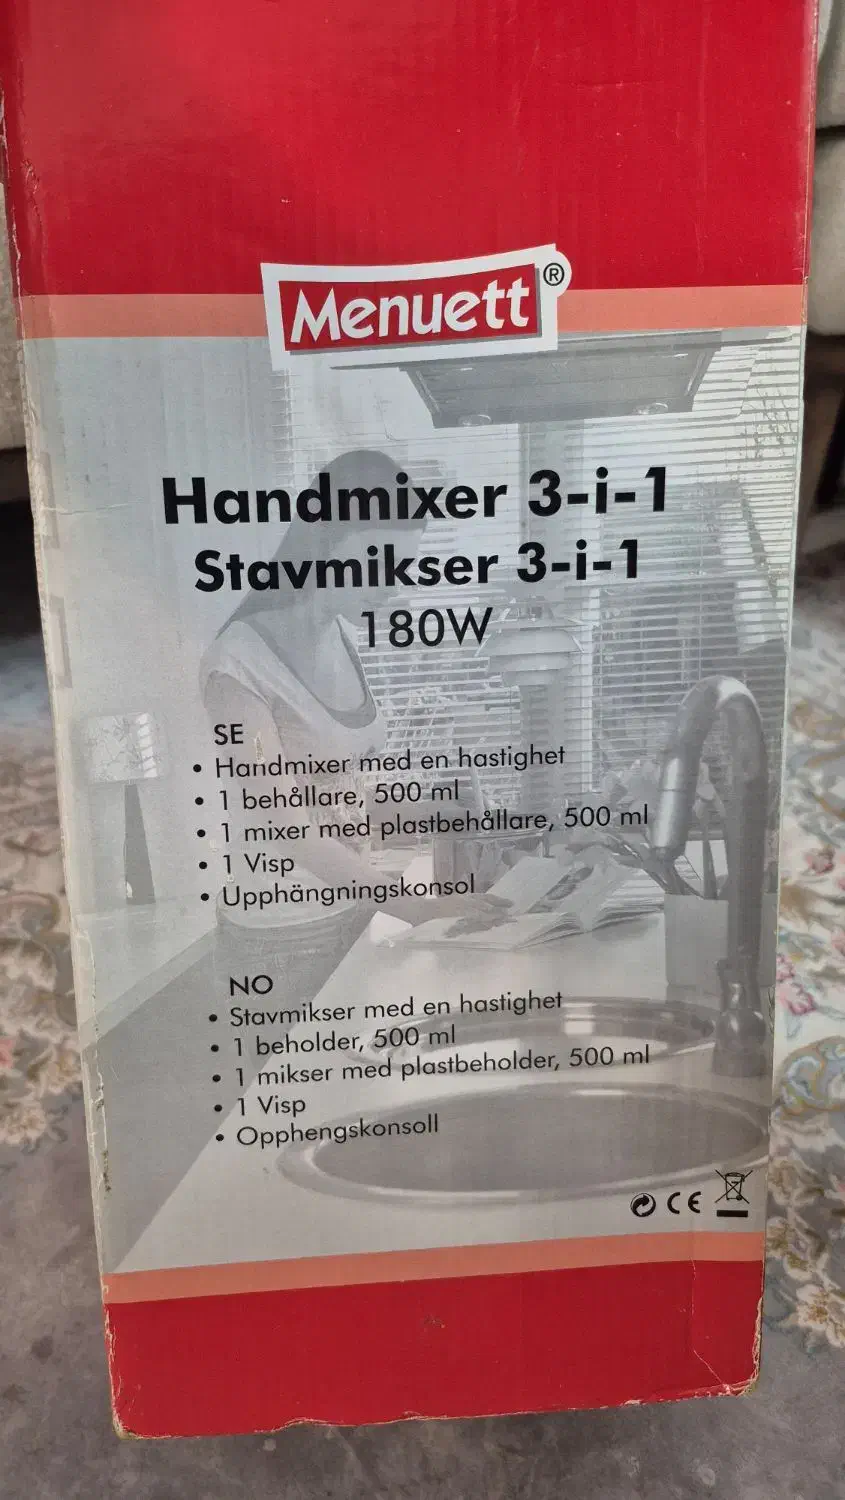 Menuett®
Handmixer 3-i-1
Stavmikser 3-i-1
180W
SE
• Handmixer med en hastighet
• 1 behållare, 500 ml
• 1 mixer med plastbehållare, 500 ml
• 1 Visp
• Upphängningskonsol
NO
• Stavmikser med en hastighet
• 1 beholder, 500 ml
• 1 mikser med plastbeholder, 500 ml
• 1 Visp
• Opphengskonsoll
CE